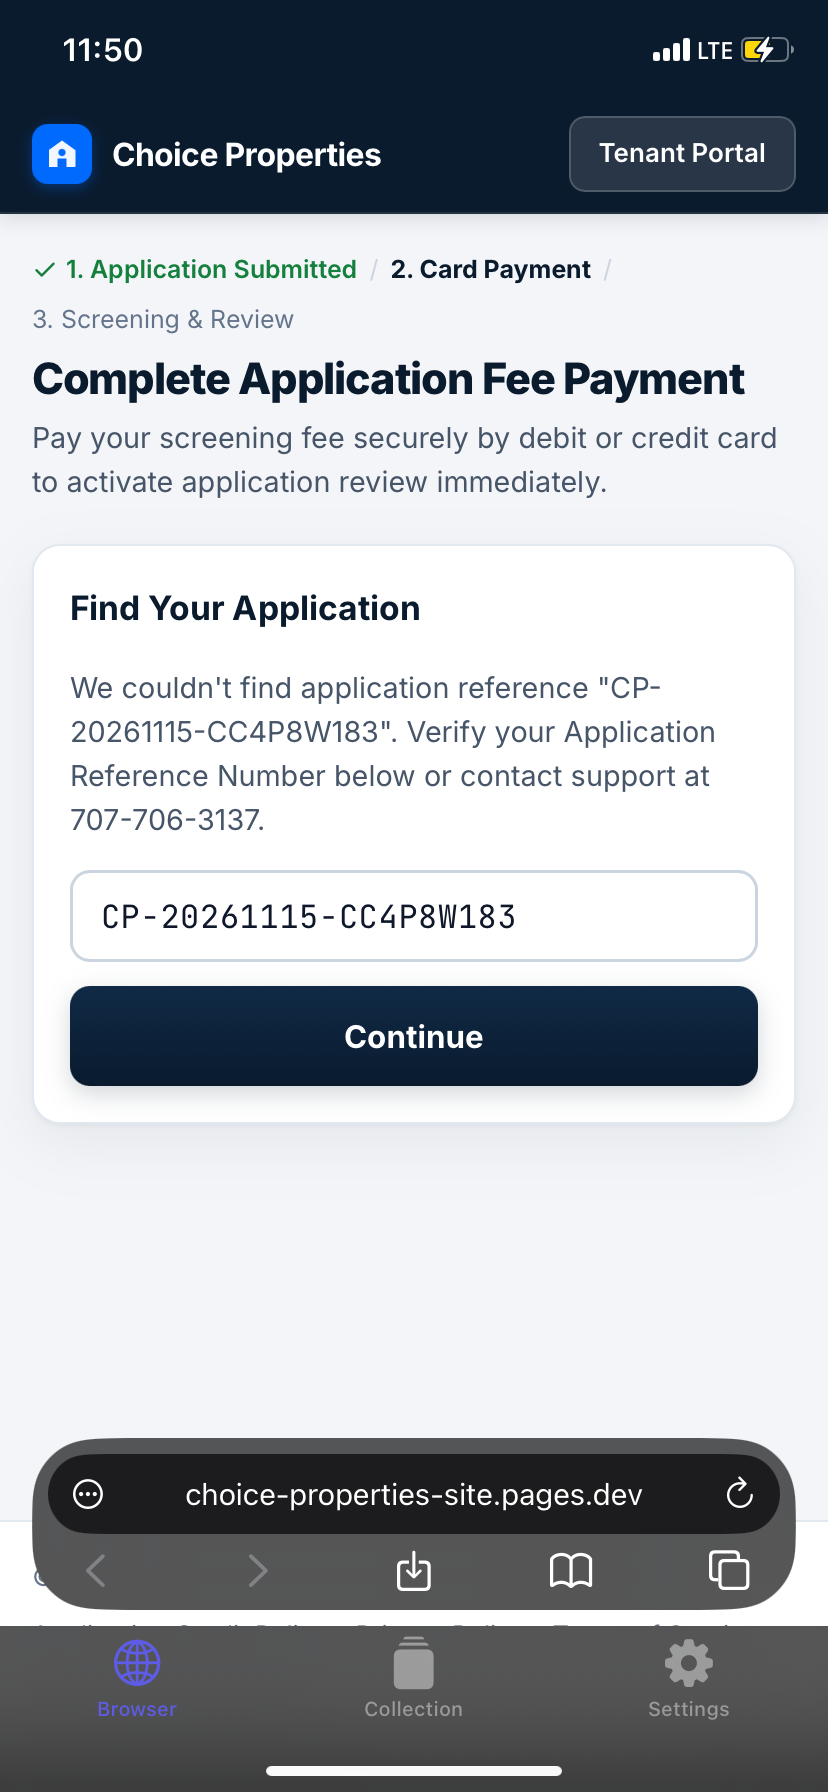 11:50
LTE
Choice Properties
Tenant Portal
1. Application Submitted / 2. Card Payment /
3. Screening & Review
Complete Application Fee Payment
Pay your screening fee securely by debit or credit card
to activate application review immediately.
Find Your Application
We couldn't find application reference "CP-
20261115-CC4P8W183". Verify your Application
Reference Number below or contact support at
707-706-3137.
CP-20261115-CC4P8W183
Continue
choice-properties-site.pages.dev
Browser
Collection
Settings